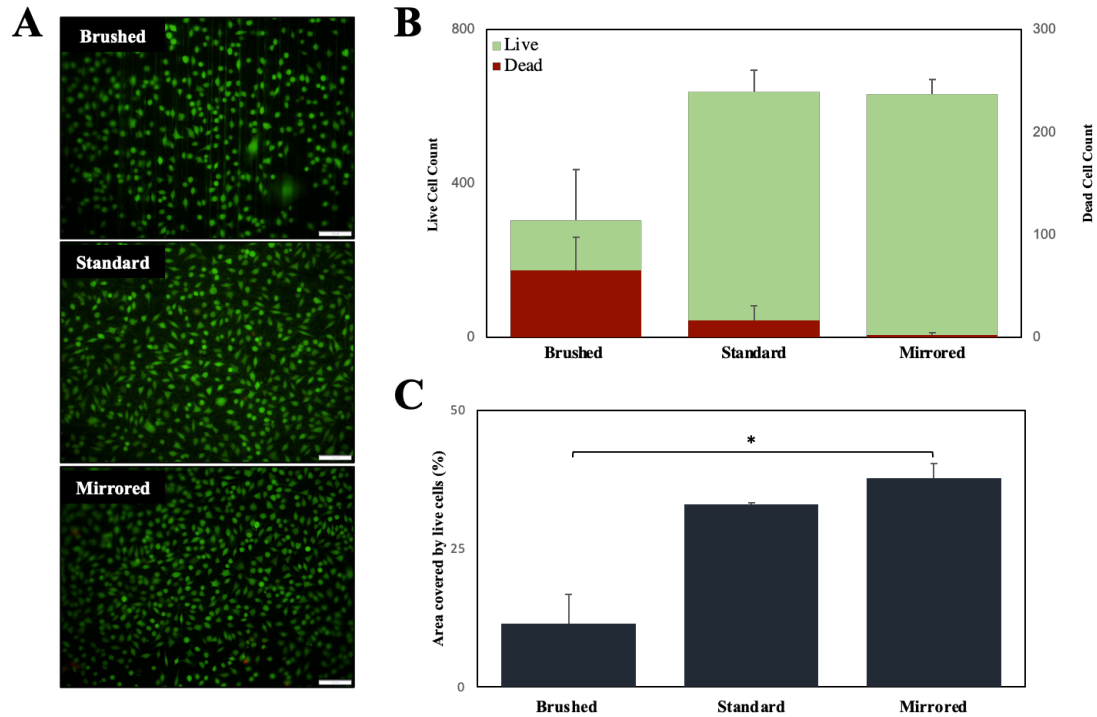 A
Brushed
Standard
Mirrored
B
Live
Dead
800
400
0
Live Cell Count
300
200
100
0
Dead Cell Count
Brushed Standard Mirrored
C
50
25
0
Area covered by live cells (%)
*
Brushed Standard Mirrored